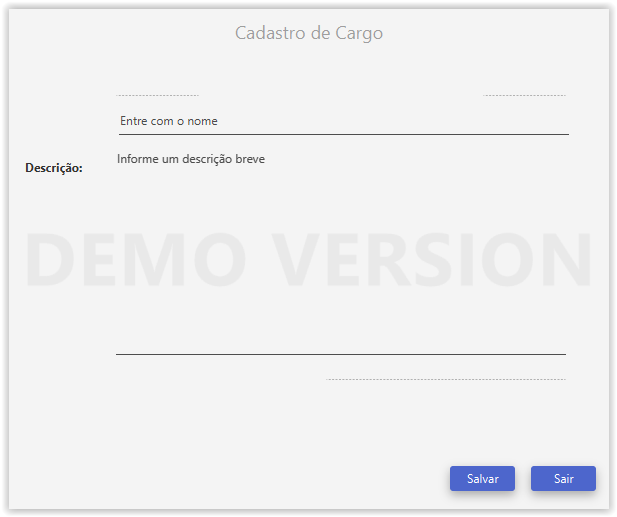 Cadastro de Cargo
Entre com o nome
Descrição:
Informe um descrição breve
DEMO VERSION
Salvar
Sair